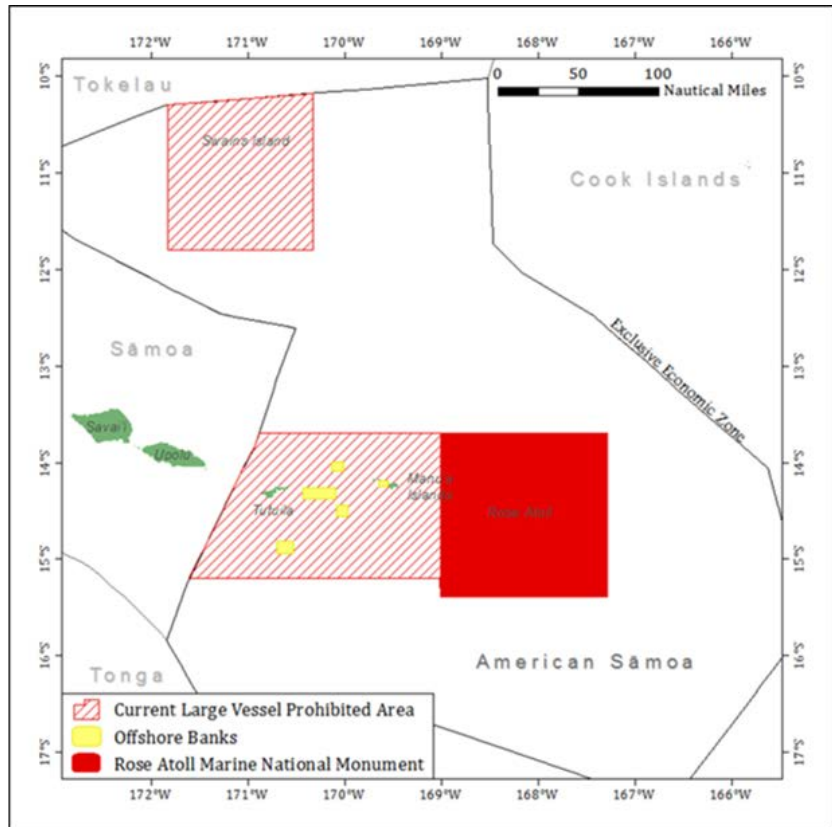 172°W 171°W 170°W 169°W 168°W 167°W 166°W
10°S 10°S
Tokelau
0 50 100
Nautical Miles
Swains Island
11°S 11°S
Cook Islands
12°S 12°S
Exclusive Economic Zone
Sāmoa
13°S 13°S
Savai'i
Upolu
14°S 14°S
Manu'a
Islands
Tutuila
Rose Atoll
15°S 15°S
American Sāmoa
16°S 16°S
Tonga
Current Large Vessel Prohibited Area
Offshore Banks
Rose Atoll Marine National Monument
17°S 17°S
172°W 171°W 170°W 169°W 168°W 167°W 166°W